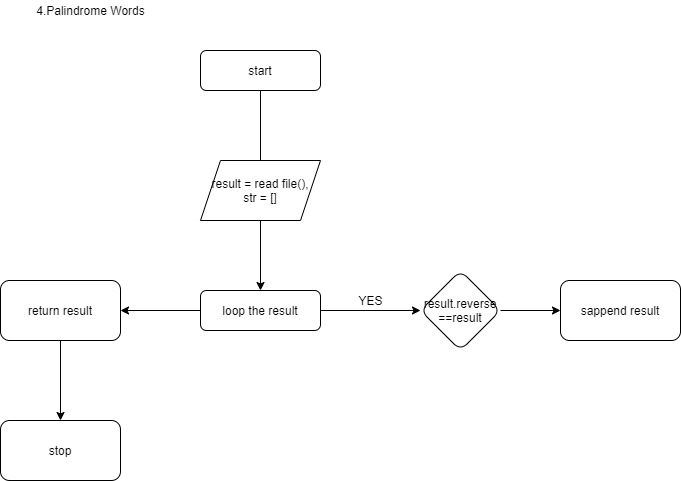 4.Palindrome Words
start
result = read file(),
str = []
return result
loop the result
YES
result.reverse
==result
sappend result
stop